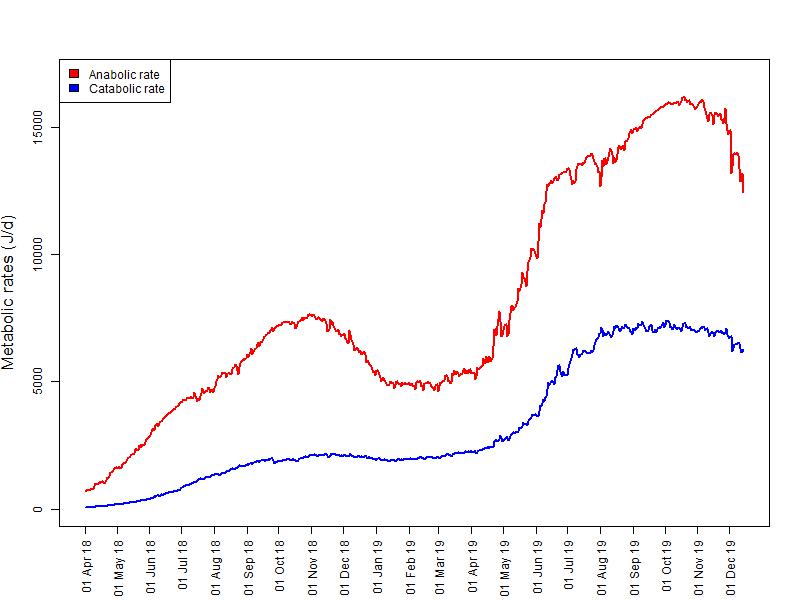 Anabolic rate
Catabolic rate
Metabolic rates (J/d)
15000
10000
5000
0
01 Apr 18
01 May 18
01 Jun 18
01 Jul 18
01 Aug 18
01 Sep 18
01 Oct 18
01 Nov 18
01 Dec 18
01 Jan 19
01 Feb 19
01 Mar 19
01 Apr 19
01 May 19
01 Jun 19
01 Jul 19
01 Aug 19
01 Sep 19
01 Oct 19
01 Nov 19
01 Dec 19